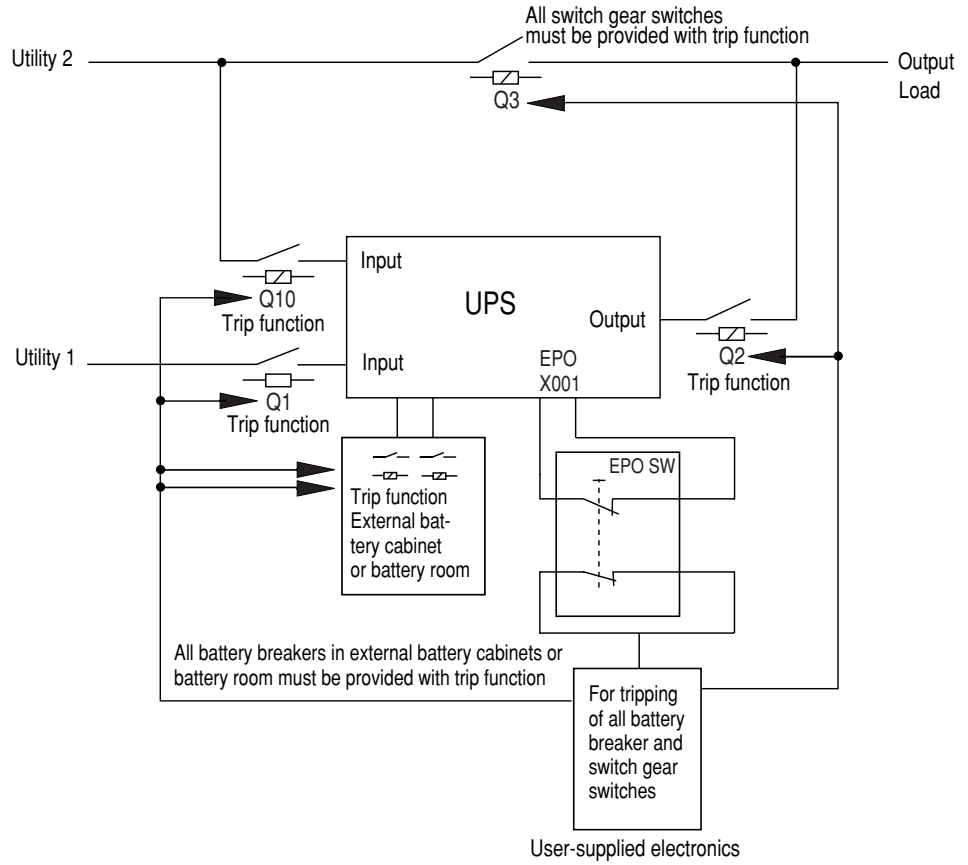 All switch gear switches
must be provided with trip function
Utility 2
Output
Load
Q3
Input
Q10
Trip function
UPS
Output
Utility 1
Input
EPO
X001
Q2
Trip function
Q1
Trip function
EPO SW
Trip function
External bat-
tery cabinet
or battery room
All battery breakers in external battery cabinets or
battery room must be provided with trip function
For tripping
of all battery
breaker and
switch gear
switches
User-supplied electronics